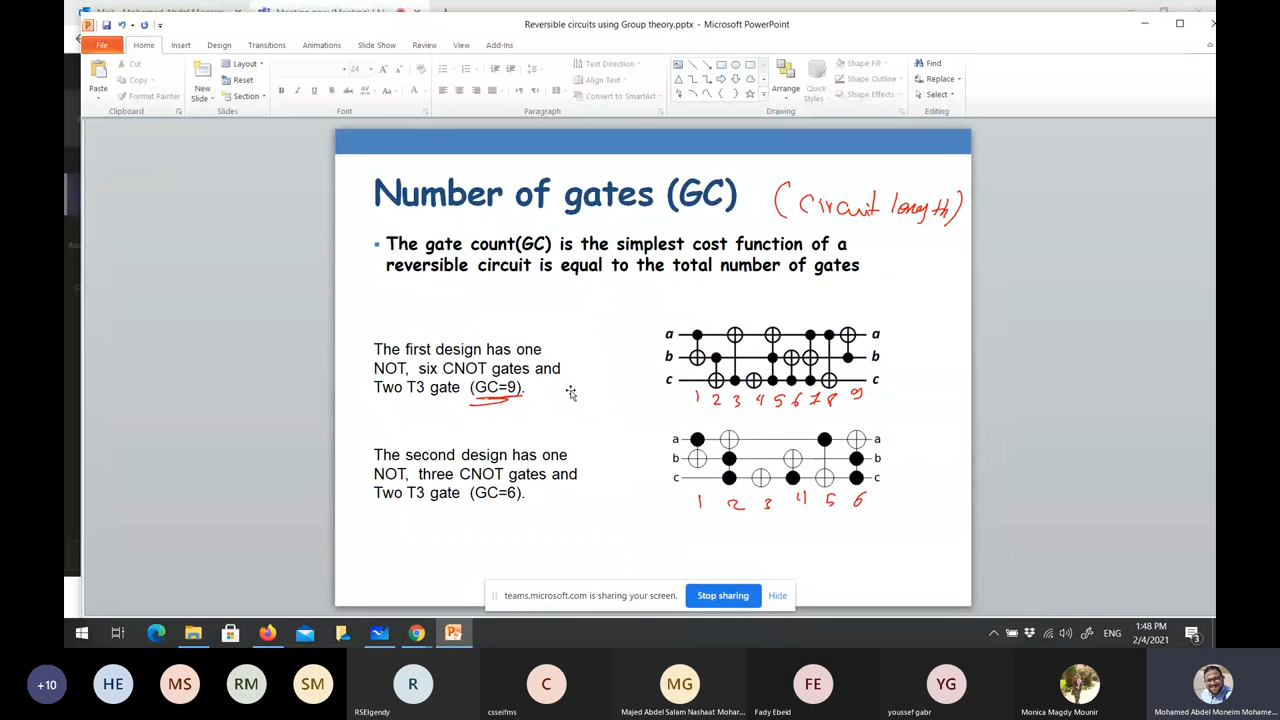 Reversible circuits using Group theory.pptx - Microsoft PowerPoint
File Home Insert Design Transitions Animations Slide Show Review View Add-Ins
Cut
Copy
Format Painter
Paste
Clipboard
New
Slide
Layout
Reset
Section
Slides
24
Font
Text Direction
Align Text
Convert to SmartArt
Paragraph
Arrange
Quick
Styles
Shape Fill
Shape Outline
Shape Effects
Drawing
Find
Replace
Select
Editing
Number of gates (GC) (Circuit length)
The gate count(GC) is the simplest cost function of a
reversible circuit is equal to the total number of gates
The first design has one
NOT, six CNOT gates and
Two T3 gate (GC=9).
a a
b b
c c
1 2 3 4 5 6 7 8 9
The second design has one
NOT, three CNOT gates and
Two T3 gate (GC=6).
a a
b b
c c
1 2 3 4 5 6
teams.microsoft.com is sharing your screen. Stop sharing Hide
ENG
1:48 PM
2/4/2021
3
+10 HE MS RM SM R C MG FE YG
RSElgendy csseifms Majed Abdel Salam Nashaat Mohar... Fady Ebeid youssef gabr Monica Magdy Mounir Mohamed Abdel Moneim Mohame...